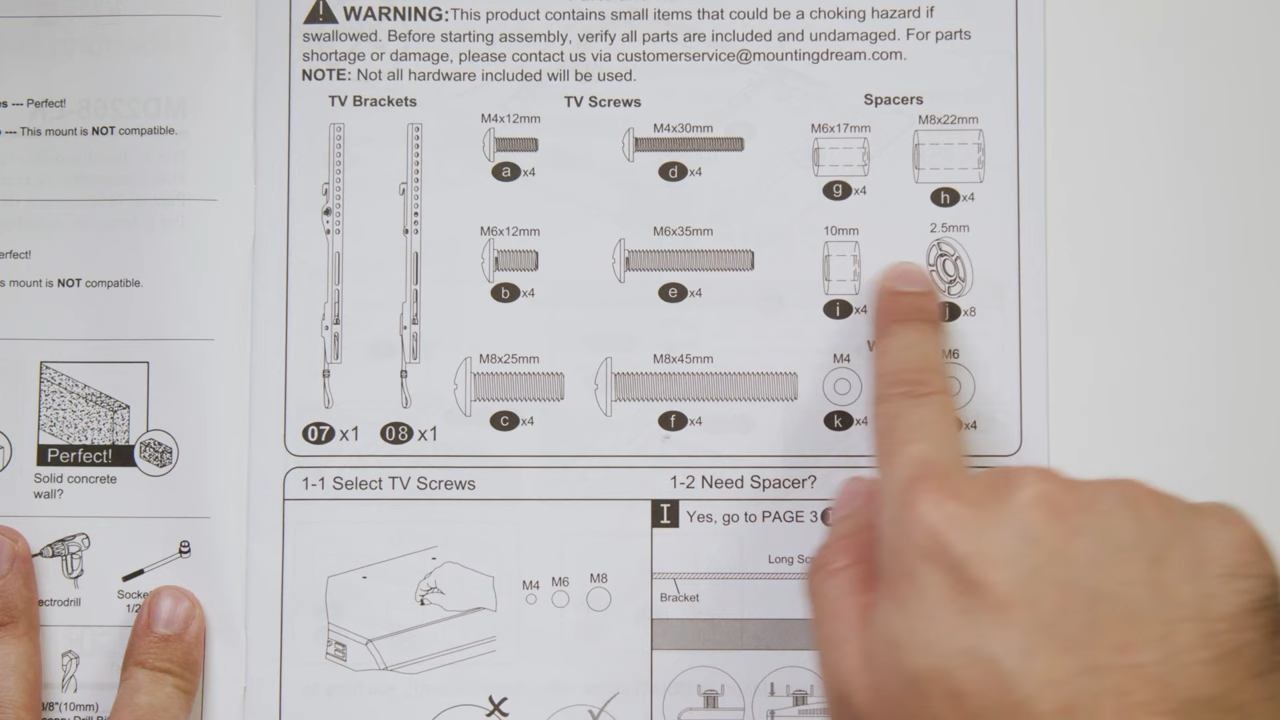 WARNING:This product contains small items that could be a choking hazard if
swallowed. Before starting assembly, verify all parts are included and undamaged. For parts
shortage or damage, please contact us via customerservice@mountingdream.com.
NOTE: Not all hardware included will be used.
TV Brackets
TV Screws
Spacers
M4x12mm
M4x30mm
M6x17mm
M8x22mm
a x4
d x4
g x4
h x4
M6x12mm
M6x35mm
10mm
2.5mm
b x4
e x4
i x4
j x8
M8x25mm
M8x45mm
M4
M6
c x4
f x4
k x4
x4
07 x1
08 x1
1-1 Select TV Screws
1-2 Need Spacer?
I Yes, go to PAGE 3
Long
Bracket
M4 M6 M8
--- Perfect!
--- This mount is NOT compatible.
mount is NOT compatible.
Perfect!
Solid concrete
wall?